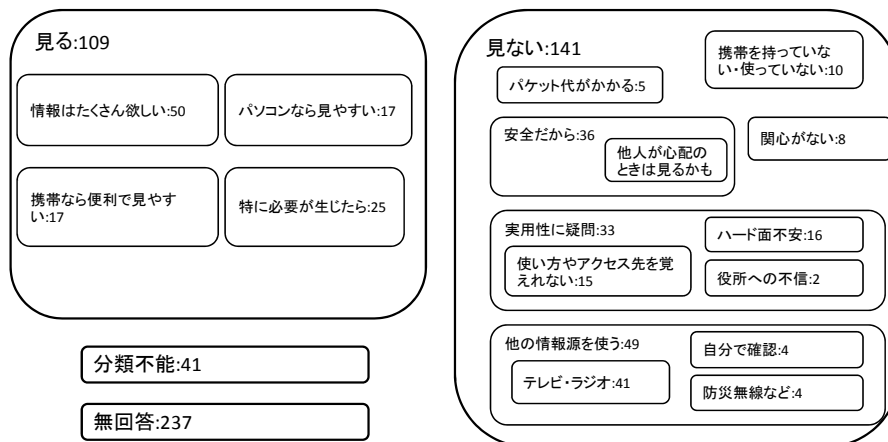 見る:109
情報はたくさん欲しい:50
パソコンなら見やすい:17
携帯なら便利で見やす
い:17
特に必要が生じたら:25
分類不能:41
無回答:237
見ない:141
携帯を持っていな
い・使っていない:10
パケット代がかかる:5
安全だから:36
他人が心配の
ときは見るかも
関心がない:8
実用性に疑問:33
ハード面不安:16
使い方やアクセス先を覚
えれない:15
役所への不信:2
他の情報源を使う:49
自分で確認:4
テレビ・ラジオ:41
防災無線など:4